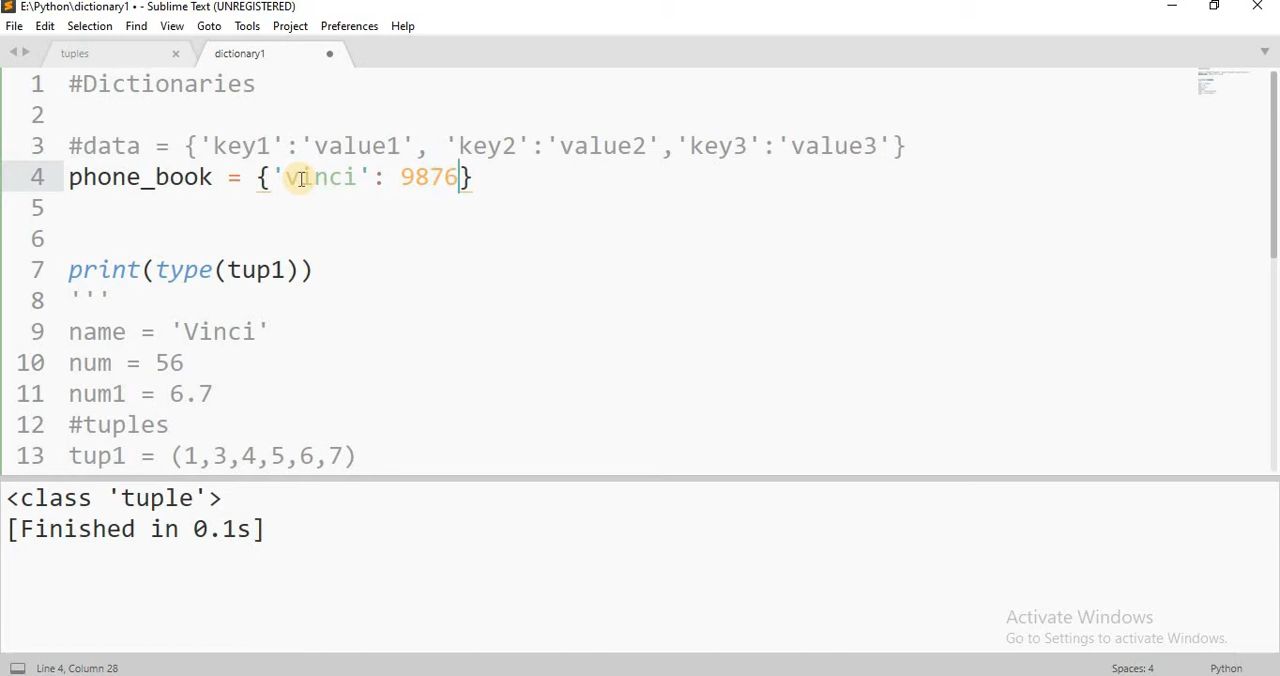 E:\Python\dictionary1 • - Sublime Text (UNREGISTERED)
File Edit Selection Find View Goto Tools Project Preferences Help
tuples × dictionary1
1 #Dictionaries
2
3 #data = {'key1':'value1', 'key2':'value2','key3':'value3'}
4 phone_book = {'vinci': 9876}
5
6
7 print(type(tup1))
8 '''
9 name = 'Vinci'
10 num = 56
11 num1 = 6.7
12 #tuples
13 tup1 = (1,3,4,5,6,7)
<class 'tuple'>
[Finished in 0.1s]
Activate Windows
Go to Settings to activate Windows.
Line 4, Column 28 Spaces: 4 Python